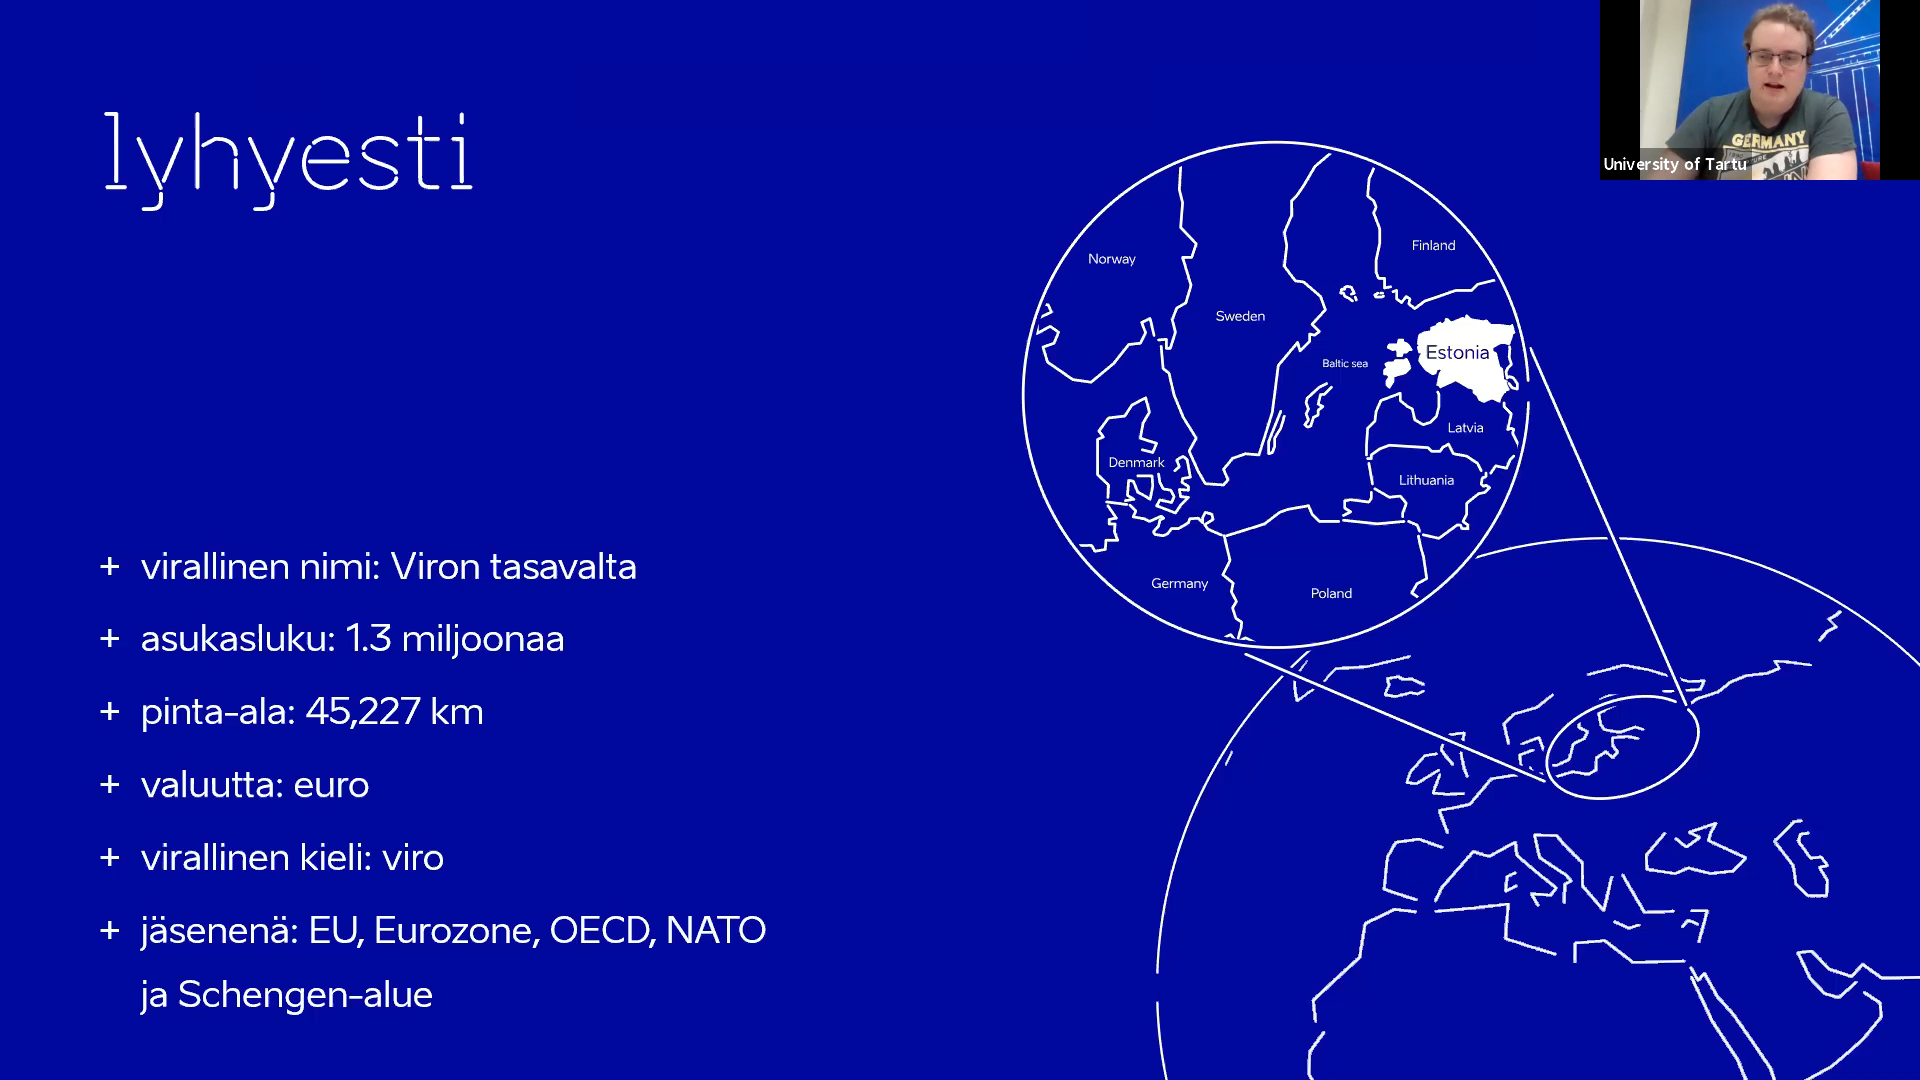 lyhyesti
+ virallinen nimi: Viron tasavalta
+ asukasluku: 1.3 miljoonaa
+ pinta-ala: 45,227 km
+ valuutta: euro
+ virallinen kieli: viro
+ jäsenenä: EU, Eurozone, OECD, NATO
ja Schengen-alue
Norway
Sweden
Finland
Baltic sea
Estonia
Latvia
Lithuania
Denmark
Germany
Poland
GERMANY
University of Tartu